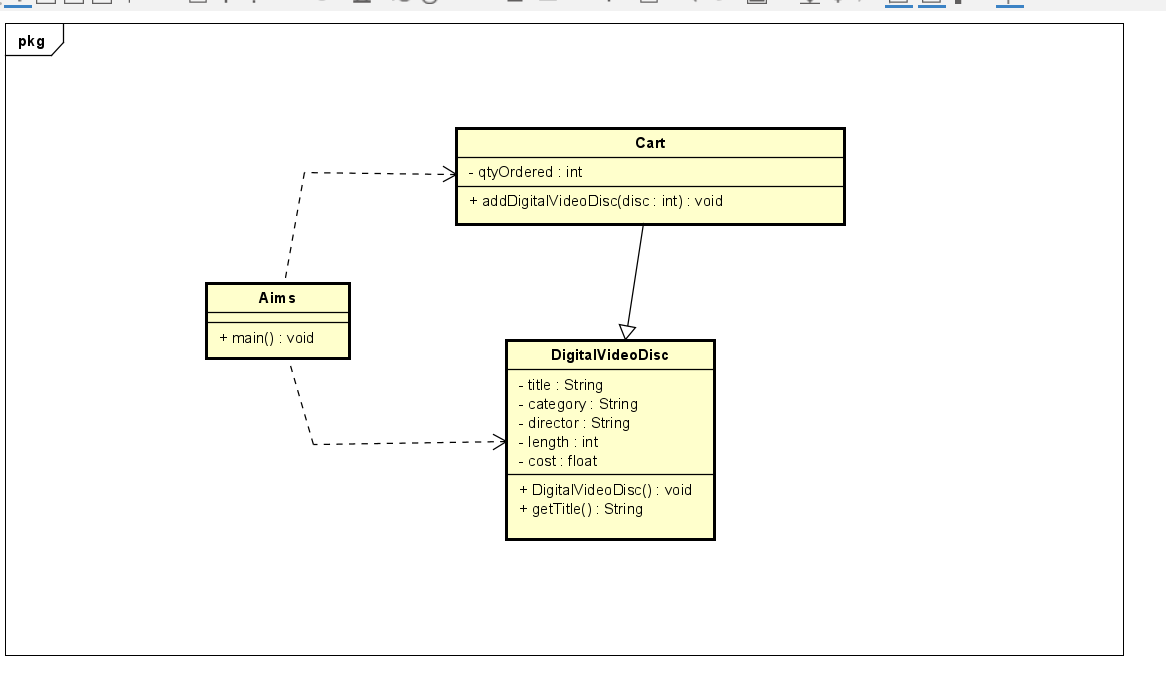 pkg
Cart
- qtyOrdered : int
+ addDigitalVideoDisc(disc : int) : void
Aims
+ main() : void
DigitalVideoDisc
- title : String
- category : String
- director : String
- length : int
- cost : float
+ DigitalVideoDisc() : void
+ getTitle() : String